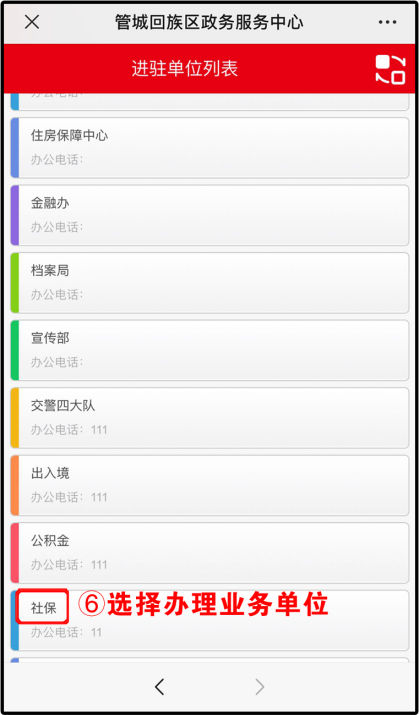 管城回族区政务服务中心
进驻单位列表
办公电话:
住房保障中心
办公电话:
金融办
办公电话:
档案局
办公电话:
宣传部
办公电话:
交警四大队
办公电话: 111
出入境
办公电话: 111
公积金
办公电话: 111
社保
⑥选择办理业务单位
办公电话: 11